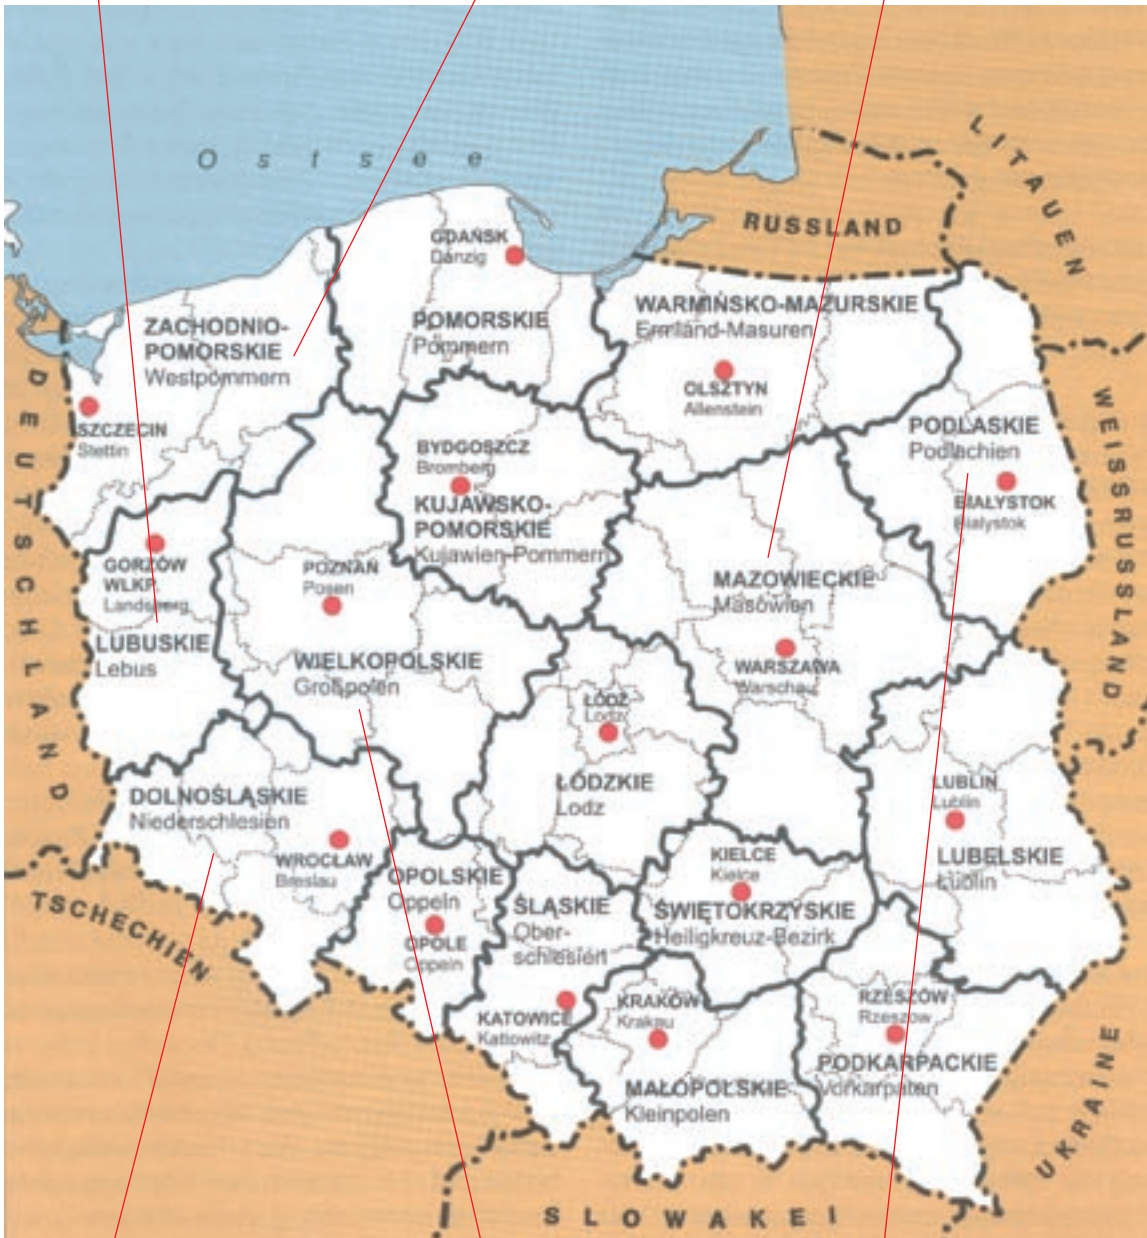 Ostsee
LITAUEN
RUSSLAND
GDAŃSK
Danzig
ZACHODNIO-
POMORSKIE
Westpommern
POMORSKIE
Pommern
WARMIŃSKO-MAZURSKIE
Ermland-Masuren
OLSZTYN
Allenstein
SZCZECIN
Stettin
DEUTSCHLAND
WEISSRUSSLAND
PODLASKIE
Podlachien
BIAŁYSTOK
Bialystok
BYDGOSZCZ
Bromberg
KUJAWSKO-
POMORSKIE
Kujawien-Pommern
GORZÓW
WLKP.
Landsberg
LUBUSKIE
Lebus
POZNAŃ
Posen
WIELKOPOLSKIE
Großpolen
MAZOWIECKIE
Masowien
WARSZAWA
Warschau
ŁÓDŹ
Lodz
ŁÓDZKIE
Lodz
DOLNOŚLĄSKIE
Niederschlesien
WROCŁAW
Breslau
LUBLIN
Lublin
LUBELSKIE
Lublin
OPOLSKIE
Oppeln
OPOLE
Oppeln
ŚLĄSKIE
Ober-
schlesien
KATOWICE
Kattowitz
KIELCE
Kielce
ŚWIĘTOKRZYSKIE
Heiligkreuz-Bezirk
KRAKÓW
Krakau
MAŁOPOLSKIE
Kleinpolen
RZESZÓW
Rzeszow
PODKARPACKIE
Vorkarpaten
TSCHECHIEN
SLOWAKEI
UKRAINE